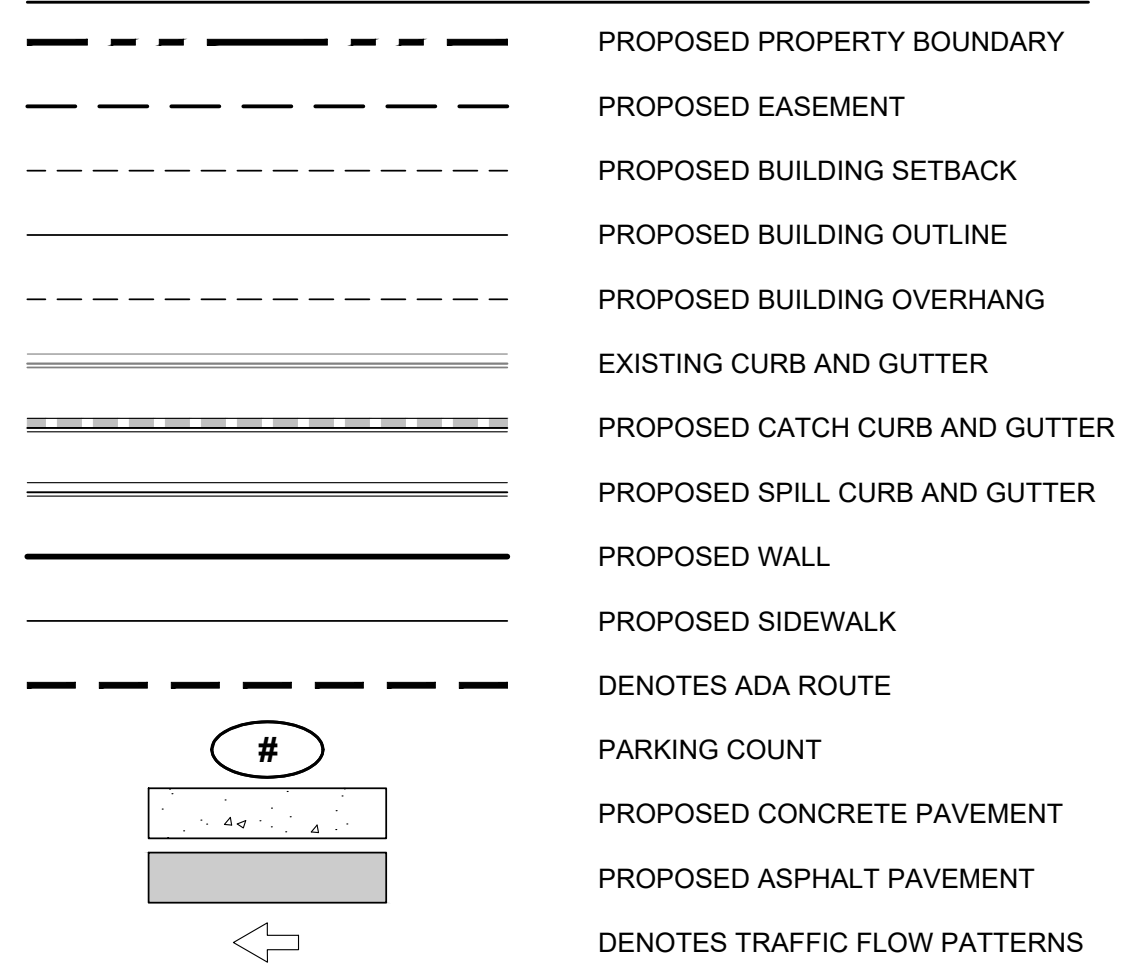 PROPOSED PROPERTY BOUNDARY
PROPOSED EASEMENT
PROPOSED BUILDING SETBACK
PROPOSED BUILDING OUTLINE
PROPOSED BUILDING OVERHANG
EXISTING CURB AND GUTTER
PROPOSED CATCH CURB AND GUTTER
PROPOSED SPILL CURB AND GUTTER
PROPOSED WALL
PROPOSED SIDEWALK
DENOTES ADA ROUTE
# PARKING COUNT
PROPOSED CONCRETE PAVEMENT
PROPOSED ASPHALT PAVEMENT
DENOTES TRAFFIC FLOW PATTERNS